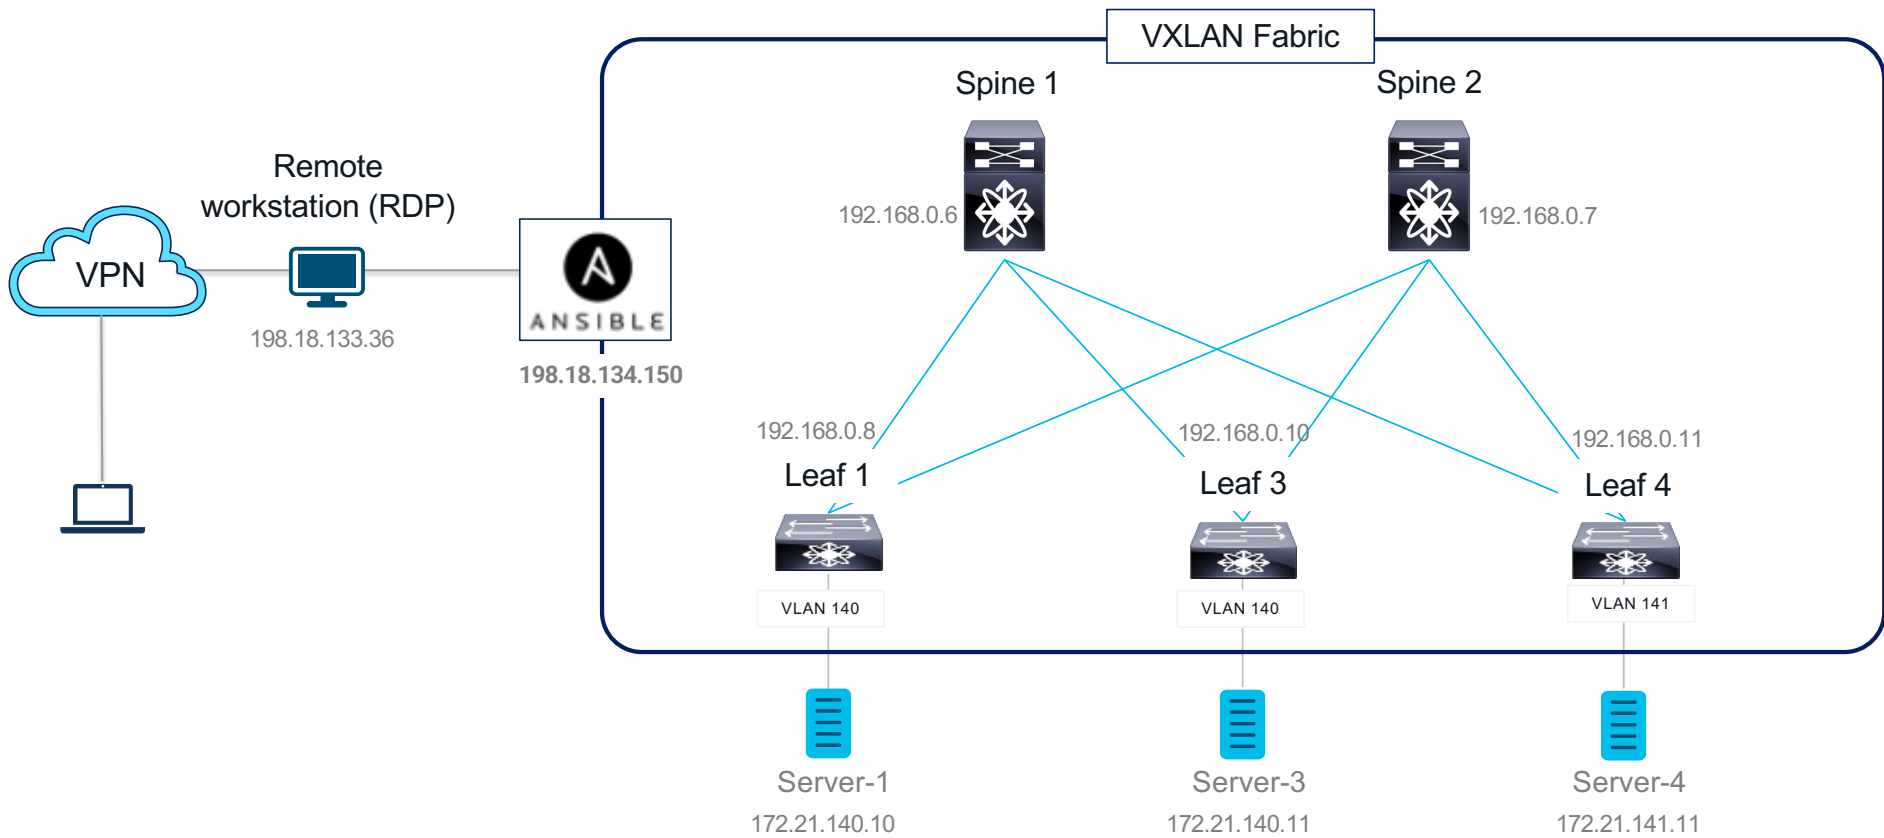 VXLAN Fabric
Spine 1
Spine 2
Remote
workstation (RDP)
192.168.0.6
192.168.0.7
VPN
ANSIBLE
198.18.133.36
198.18.134.150
192.168.0.8
192.168.0.10
192.168.0.11
Leaf 1
Leaf 3
Leaf 4
VLAN 140
VLAN 140
VLAN 141
Server-1
Server-3
Server-4
172.21.140.10
172.21.140.11
172.21.141.11